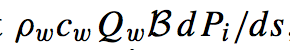 ρ_w c_w Q_w ℬ dP_i/ds,